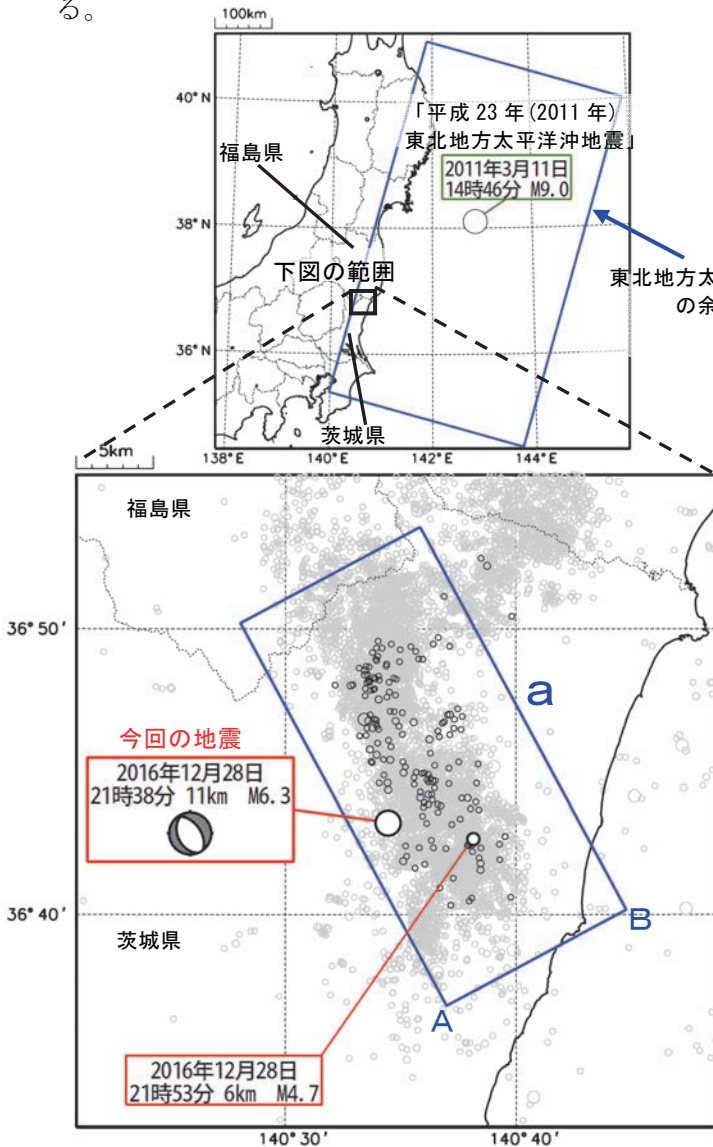 る。
100km
40°N
「平成 23 年 (2011 年)
東北地方太平洋沖地震」
福島県
2011年3月11日
14時46分 M9.0
38°N
下図の範囲
東北地方太
の余
36°N
茨城県
138°E
140°E
142°E
144°E
5km
福島県
36°50′
a
今回の地震
2016年12月28日
21時38分 11km M6.3
36°40′
B
茨城県
A
2016年12月28日
21時53分 6km M4.7
140°30′
140°40′